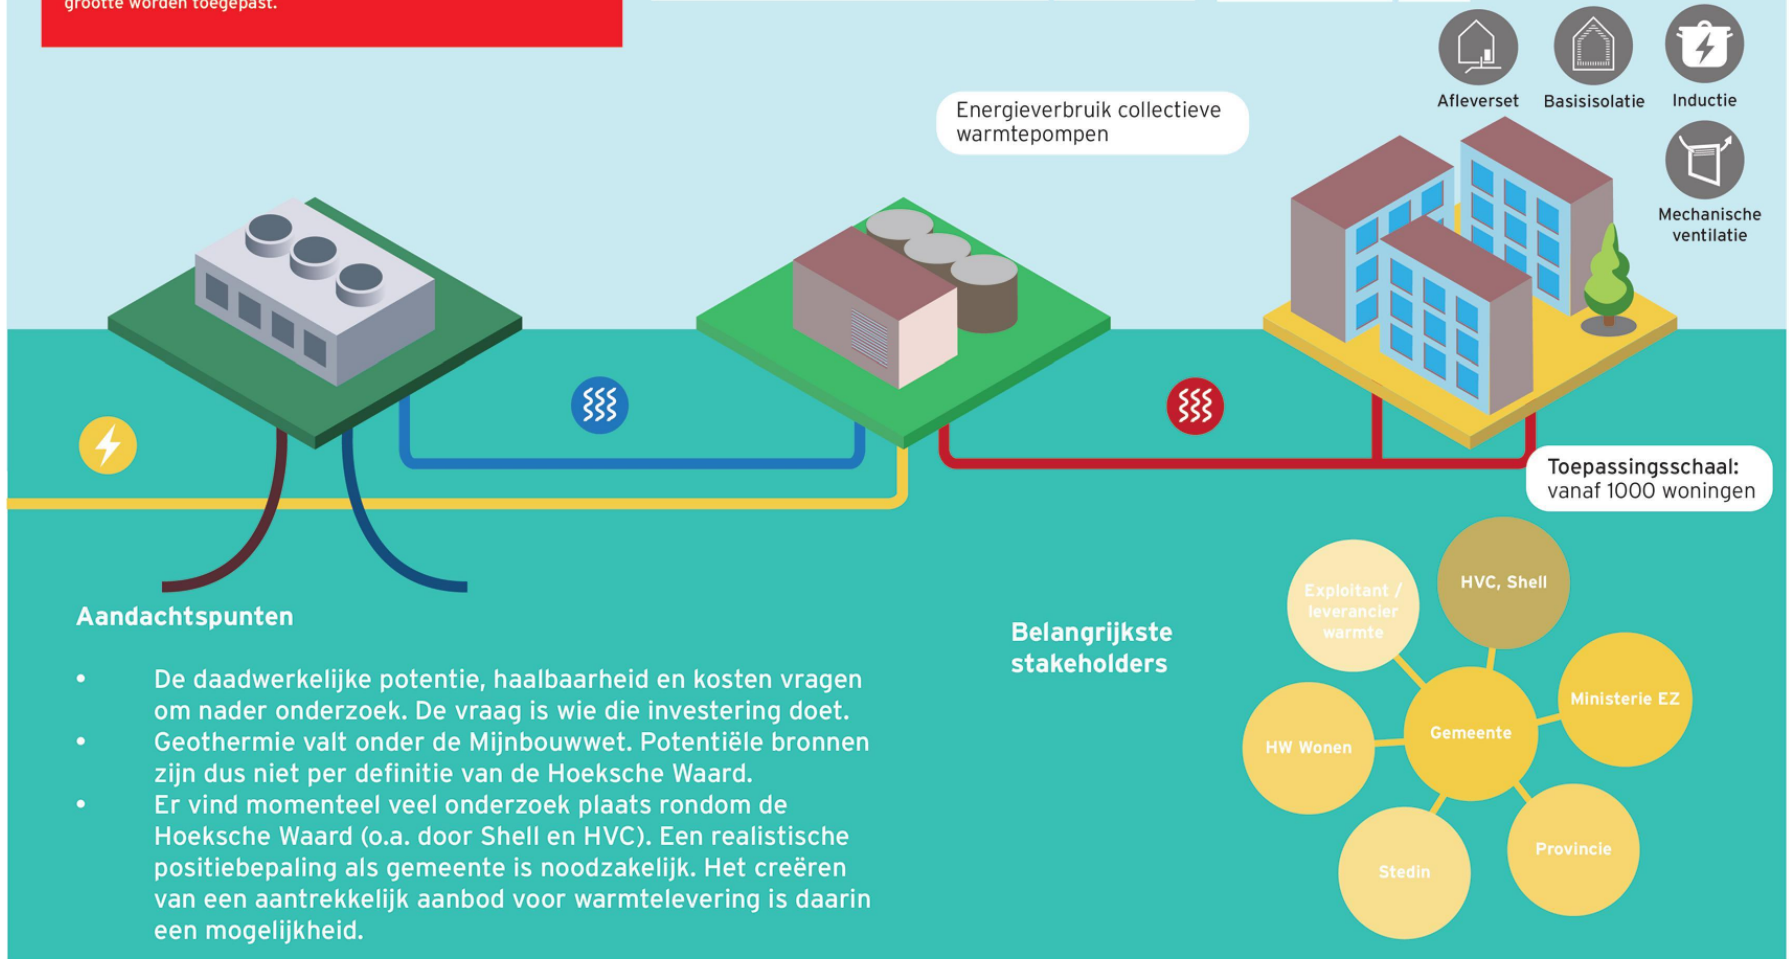 grootte worden toegepast.
Afleverset
Basisisolatie
Inductie
Mechanische
ventilatie
Energieverbruik collectieve
warmtepompen
Toepassingsschaal:
vanaf 1000 woningen
Aandachtspunten
• De daadwerkelijke potentie, haalbaarheid en kosten vragen
om nader onderzoek. De vraag is wie die investering doet.
• Geothermie valt onder de Mijnbouwwet. Potentiële bronnen
zijn dus niet per definitie van de Hoeksche Waard.
• Er vind momenteel veel onderzoek plaats rondom de
Hoeksche Waard (o.a. door Shell en HVC). Een realistische
positiebepaling als gemeente is noodzakelijk. Het creëren
van een aantrekkelijk aanbod voor warmtelevering is daarin
een mogelijkheid.
Belangrijkste
stakeholders
Exploitant /
leverancier
warmte
HVC, Shell
Ministerie EZ
Gemeente
HW Wonen
Provincie
Stedin